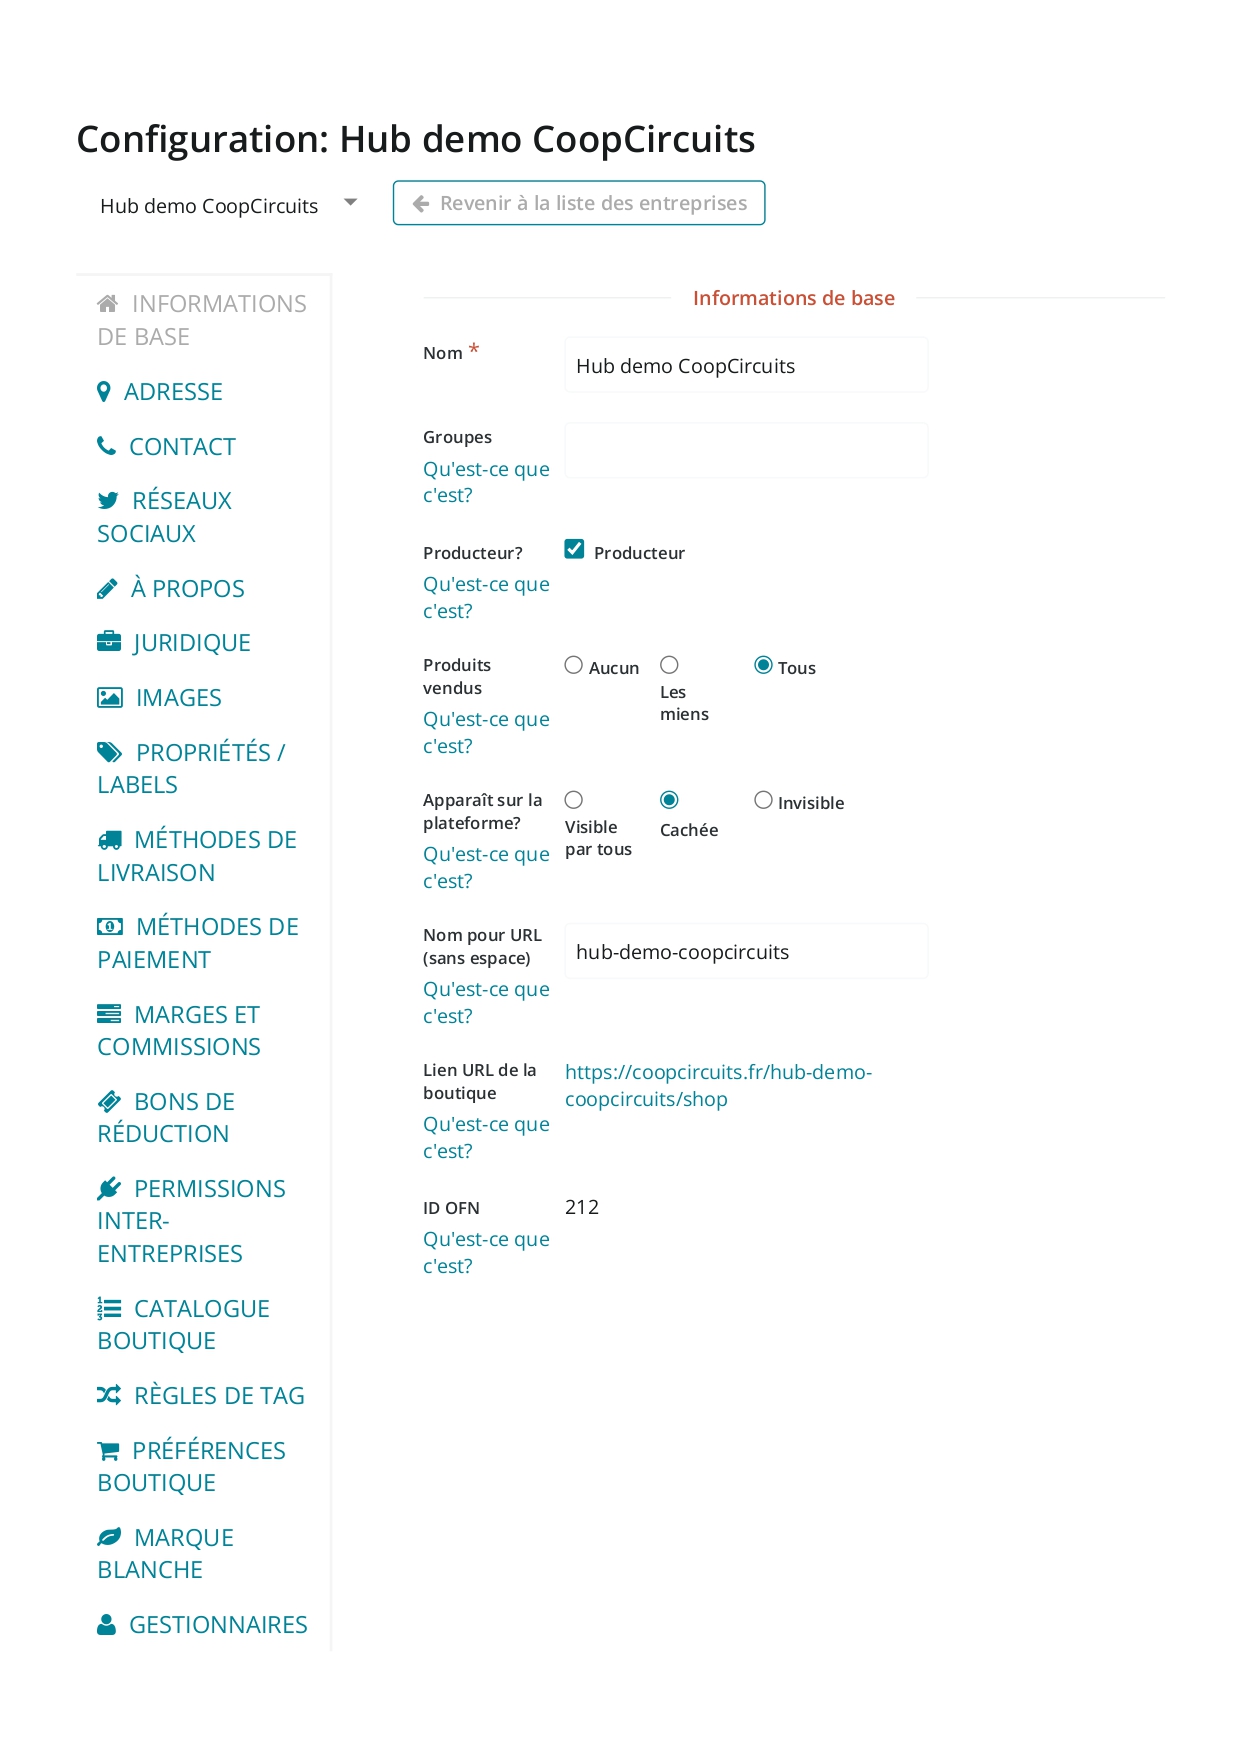 Configuration: Hub demo CoopCircuits
Hub demo CoopCircuits
Revenir à la liste des entreprises
INFORMATIONS
DE BASE
ADRESSE
CONTACT
RÉSEAUX
SOCIAUX
À PROPOS
JURIDIQUE
IMAGES
PROPRIÉTÉS /
LABELS
MÉTHODES DE
LIVRAISON
MÉTHODES DE
PAIEMENT
MARGES ET
COMMISSIONS
BONS DE
RÉDUCTION
PERMISSIONS
INTER-
ENTREPRISES
CATALOGUE
BOUTIQUE
RÈGLES DE TAG
PRÉFÉRENCES
BOUTIQUE
MARQUE
BLANCHE
GESTIONNAIRES
Informations de base
Nom *
Hub demo CoopCircuits
Groupes
Qu'est-ce que
c'est?
Producteur?
Producteur
Qu'est-ce que
c'est?
Produits
vendus
Aucun
Les
miens
Tous
Qu'est-ce que
c'est?
Apparaît sur la
plateforme?
Visible
par tous
Cachée
Invisible
Qu'est-ce que
c'est?
Nom pour URL
(sans espace)
hub-demo-coopcircuits
Qu'est-ce que
c'est?
Lien URL de la
boutique
https://coopcircuits.fr/hub-demo-
coopcircuits/shop
Qu'est-ce que
c'est?
ID OFN
212
Qu'est-ce que
c'est?